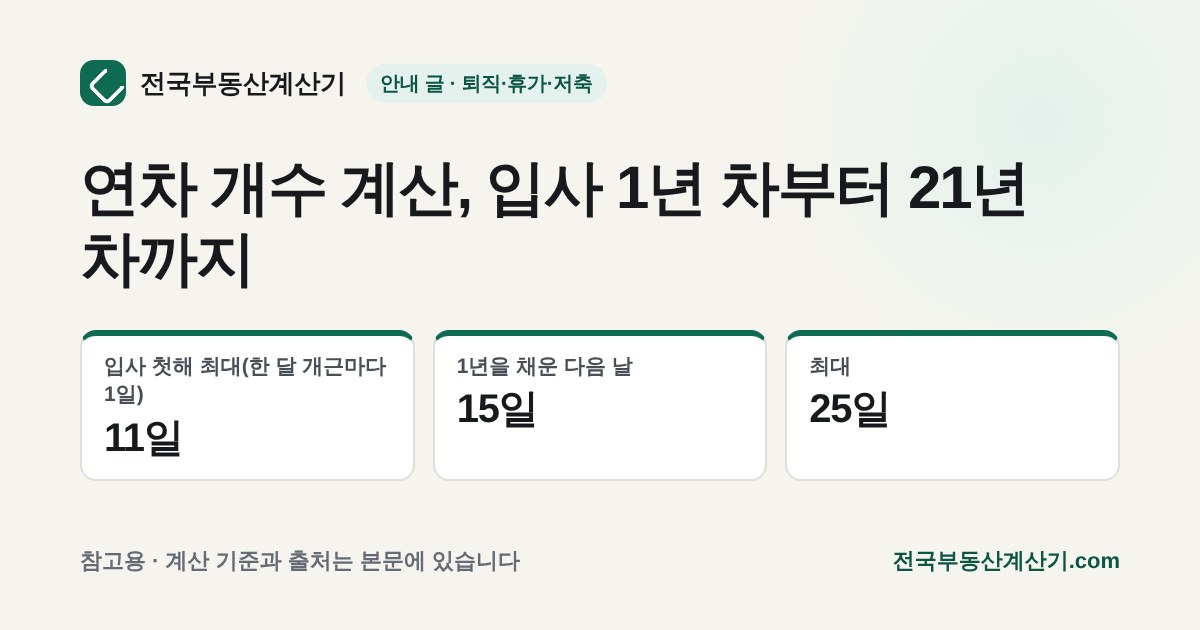 전국부동산계산기
안내 글 · 퇴직·휴가·저축
연차 개수 계산, 입사 1년 차부터 21년
차까지
입사 첫해 최대(한 달 개근마다
1일)
11일
1년을 채운 다음 날
15일
최대
25일
참고용 · 계산 기준과 출처는 본문에 있습니다
전국부동산계산기.com